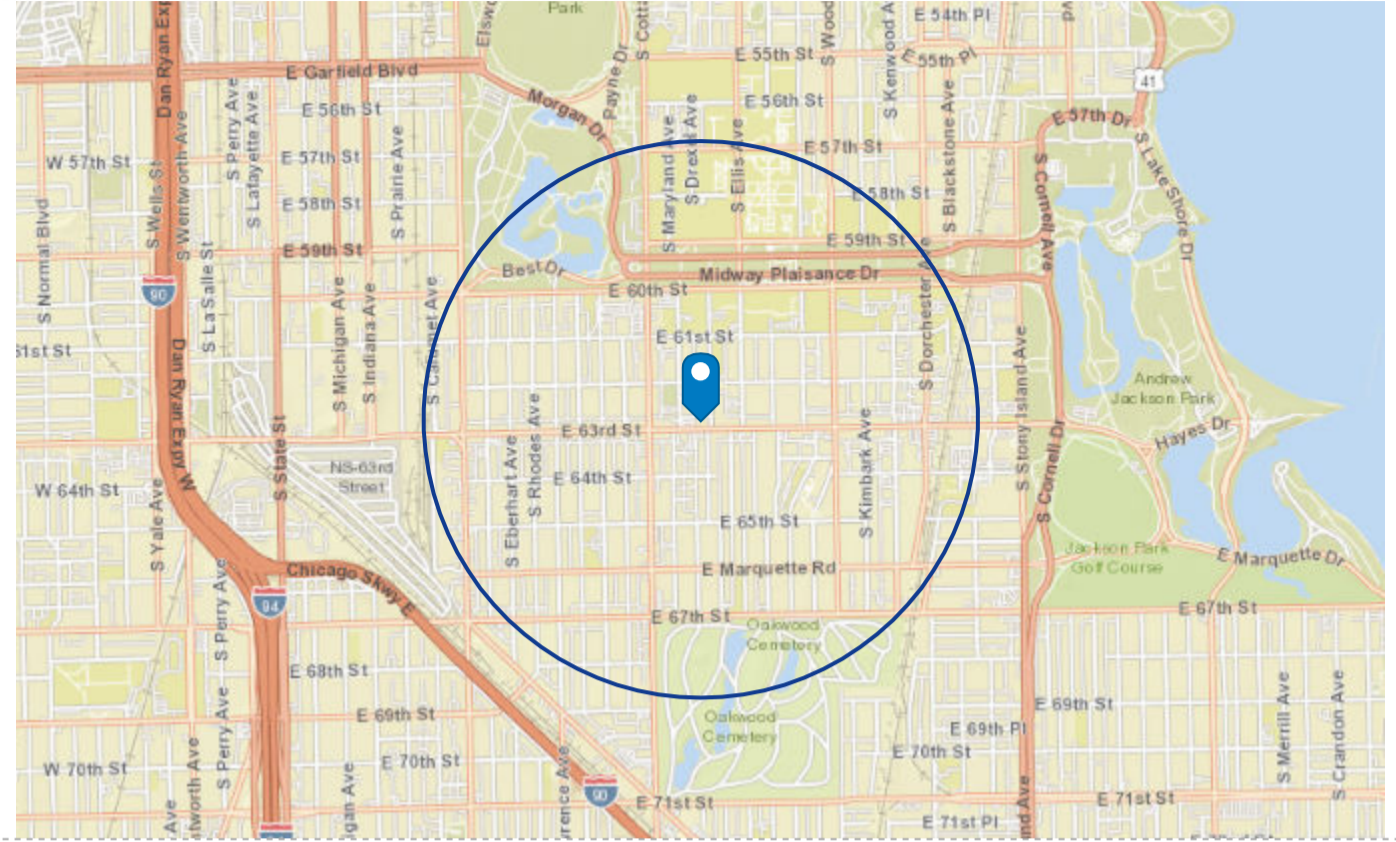 Park
E 54th Pl
E 55th St
E 55th Pl
S Kenwood A
Payne Dr
Dan Ryan Exp
E Garfield Blvd
41
E 56th St
E 56th St
Morgan Dr
S Perry Ave
S Lafayette Ave
E 57th Dr
W 57th St
E 57th St
E 57th St
S Wells St
S Wentworth Ave
S Prairie Ave
S Maryland Ave
S Drexel Ave
S Ellis Ave
S Blackstone Ave
S Cornell Ave
S Lake Shore Dr
E 58th St
E 58th St
E 59th St
E 59th St
S Normal Blvd
S La Salle St
Best Dr
Midway Plaisance Dr
90
E 60th St
S Michigan Ave
S Indiana Ave
S Calumet Ave
S Dorchester Ave
61st St
E 61st St
Dan Ryan Expy W
S Stony Island Ave
Andrew
Jackson Park
Hayes Dr
E 63rd St
S State St
S Eberhart Ave
S Rhodes Ave
S Kimbark Ave
S Cornell Dr
NS-63rd
Street
W 64th St
E 64th St
S Yale Ave
E 65th St
Jackson Park
Golf Course
E Marquette Dr
Chicago Skwy E
E Marquette Rd
94
S Perry Ave
E 67th St
E 67th St
Oakwood
Cemetery
E 68th St
S Perry Ave
E 69th St
E 69th St
Oakwood
Cemetery
E 69th Pl
S Merrill Ave
S Crandon Ave
W 70th St
E 70th St
E 70th St
90
E 71st St
E 71st St
E 71st Pl